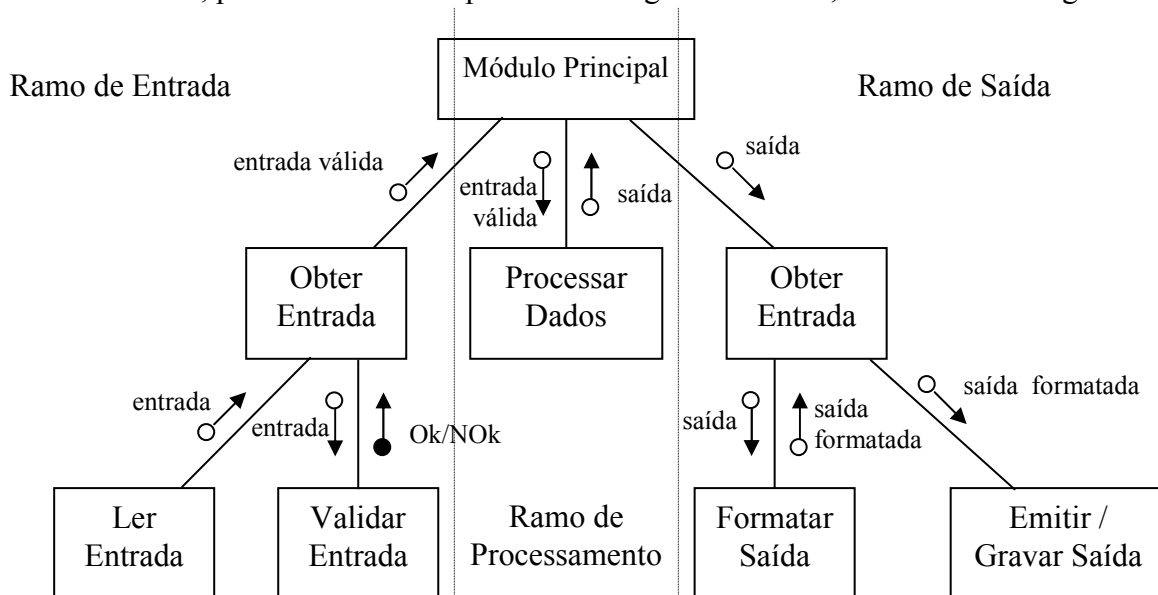 , p
Módulo Principal
Ramo de Entrada
Ramo de Saída
entrada válida
entrada
válida
saída
saída
Obter
Entrada
Processar
Dados
Obter
Entrada
entrada
entrada
Ok/NOk
saída
saída
formatada
saída formatada
Ler
Entrada
Validar
Entrada
Ramo de
Processamento
Formatar
Saída
Emitir /
Gravar Saída